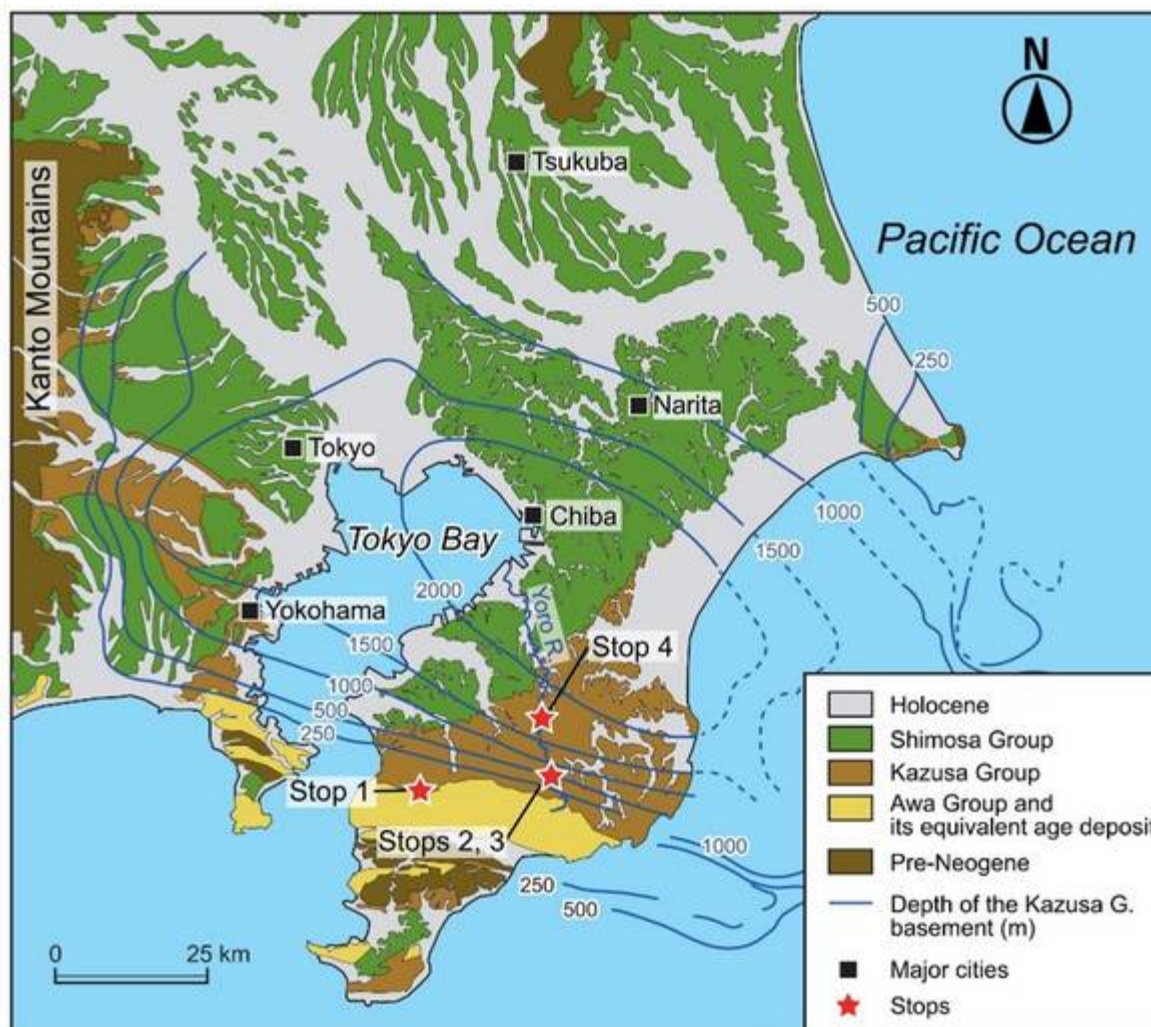 N
Kanto Mountains
Tsukuba
Pacific Ocean
500
250
Narita
Tokyo
Chiba
1000
Tokyo Bay
1500
2000
Yoro R.
Yokohama
1500
Stop 4
1000
500
250
Stop 1
Stops 2, 3
1000
250
500
0 25 km
Holocene
Shimosa Group
Kazusa Group
Awa Group and
its equivalent age deposit
Pre-Neogene
Depth of the Kazusa G.
basement (m)
Major cities
Stops